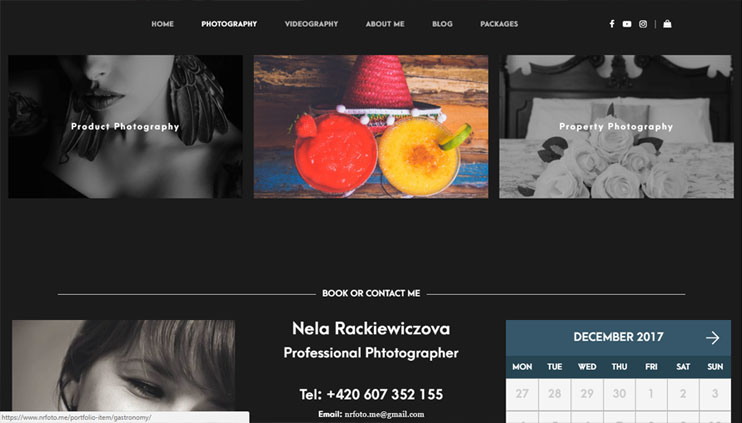 HOME PHOTOGRAPHY VIDEOGRAPHY ABOUT ME BLOG PACKAGES
Product Photography
Property Photography
BOOK OR CONTACT ME
Nela Rackiewiczova
Professional Phtotographer
Tel: +420 607 352 155
Email: nrfoto.me@gmail.com
DECEMBER 2017
MON TUE WED THU FRI SAT SUN
27 28 29 30 1 2 3
https://www.nrfoto.me/portfolio-item/gastronomy/